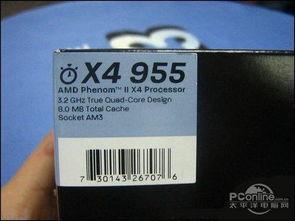 X4 955
AMD Phenom™ II X4 Processor
3.2 GHz True Quad-Core Design
8.0 MB Total Cache
Socket AM3
7 30143 26707 6
PConline
太平洋电脑网